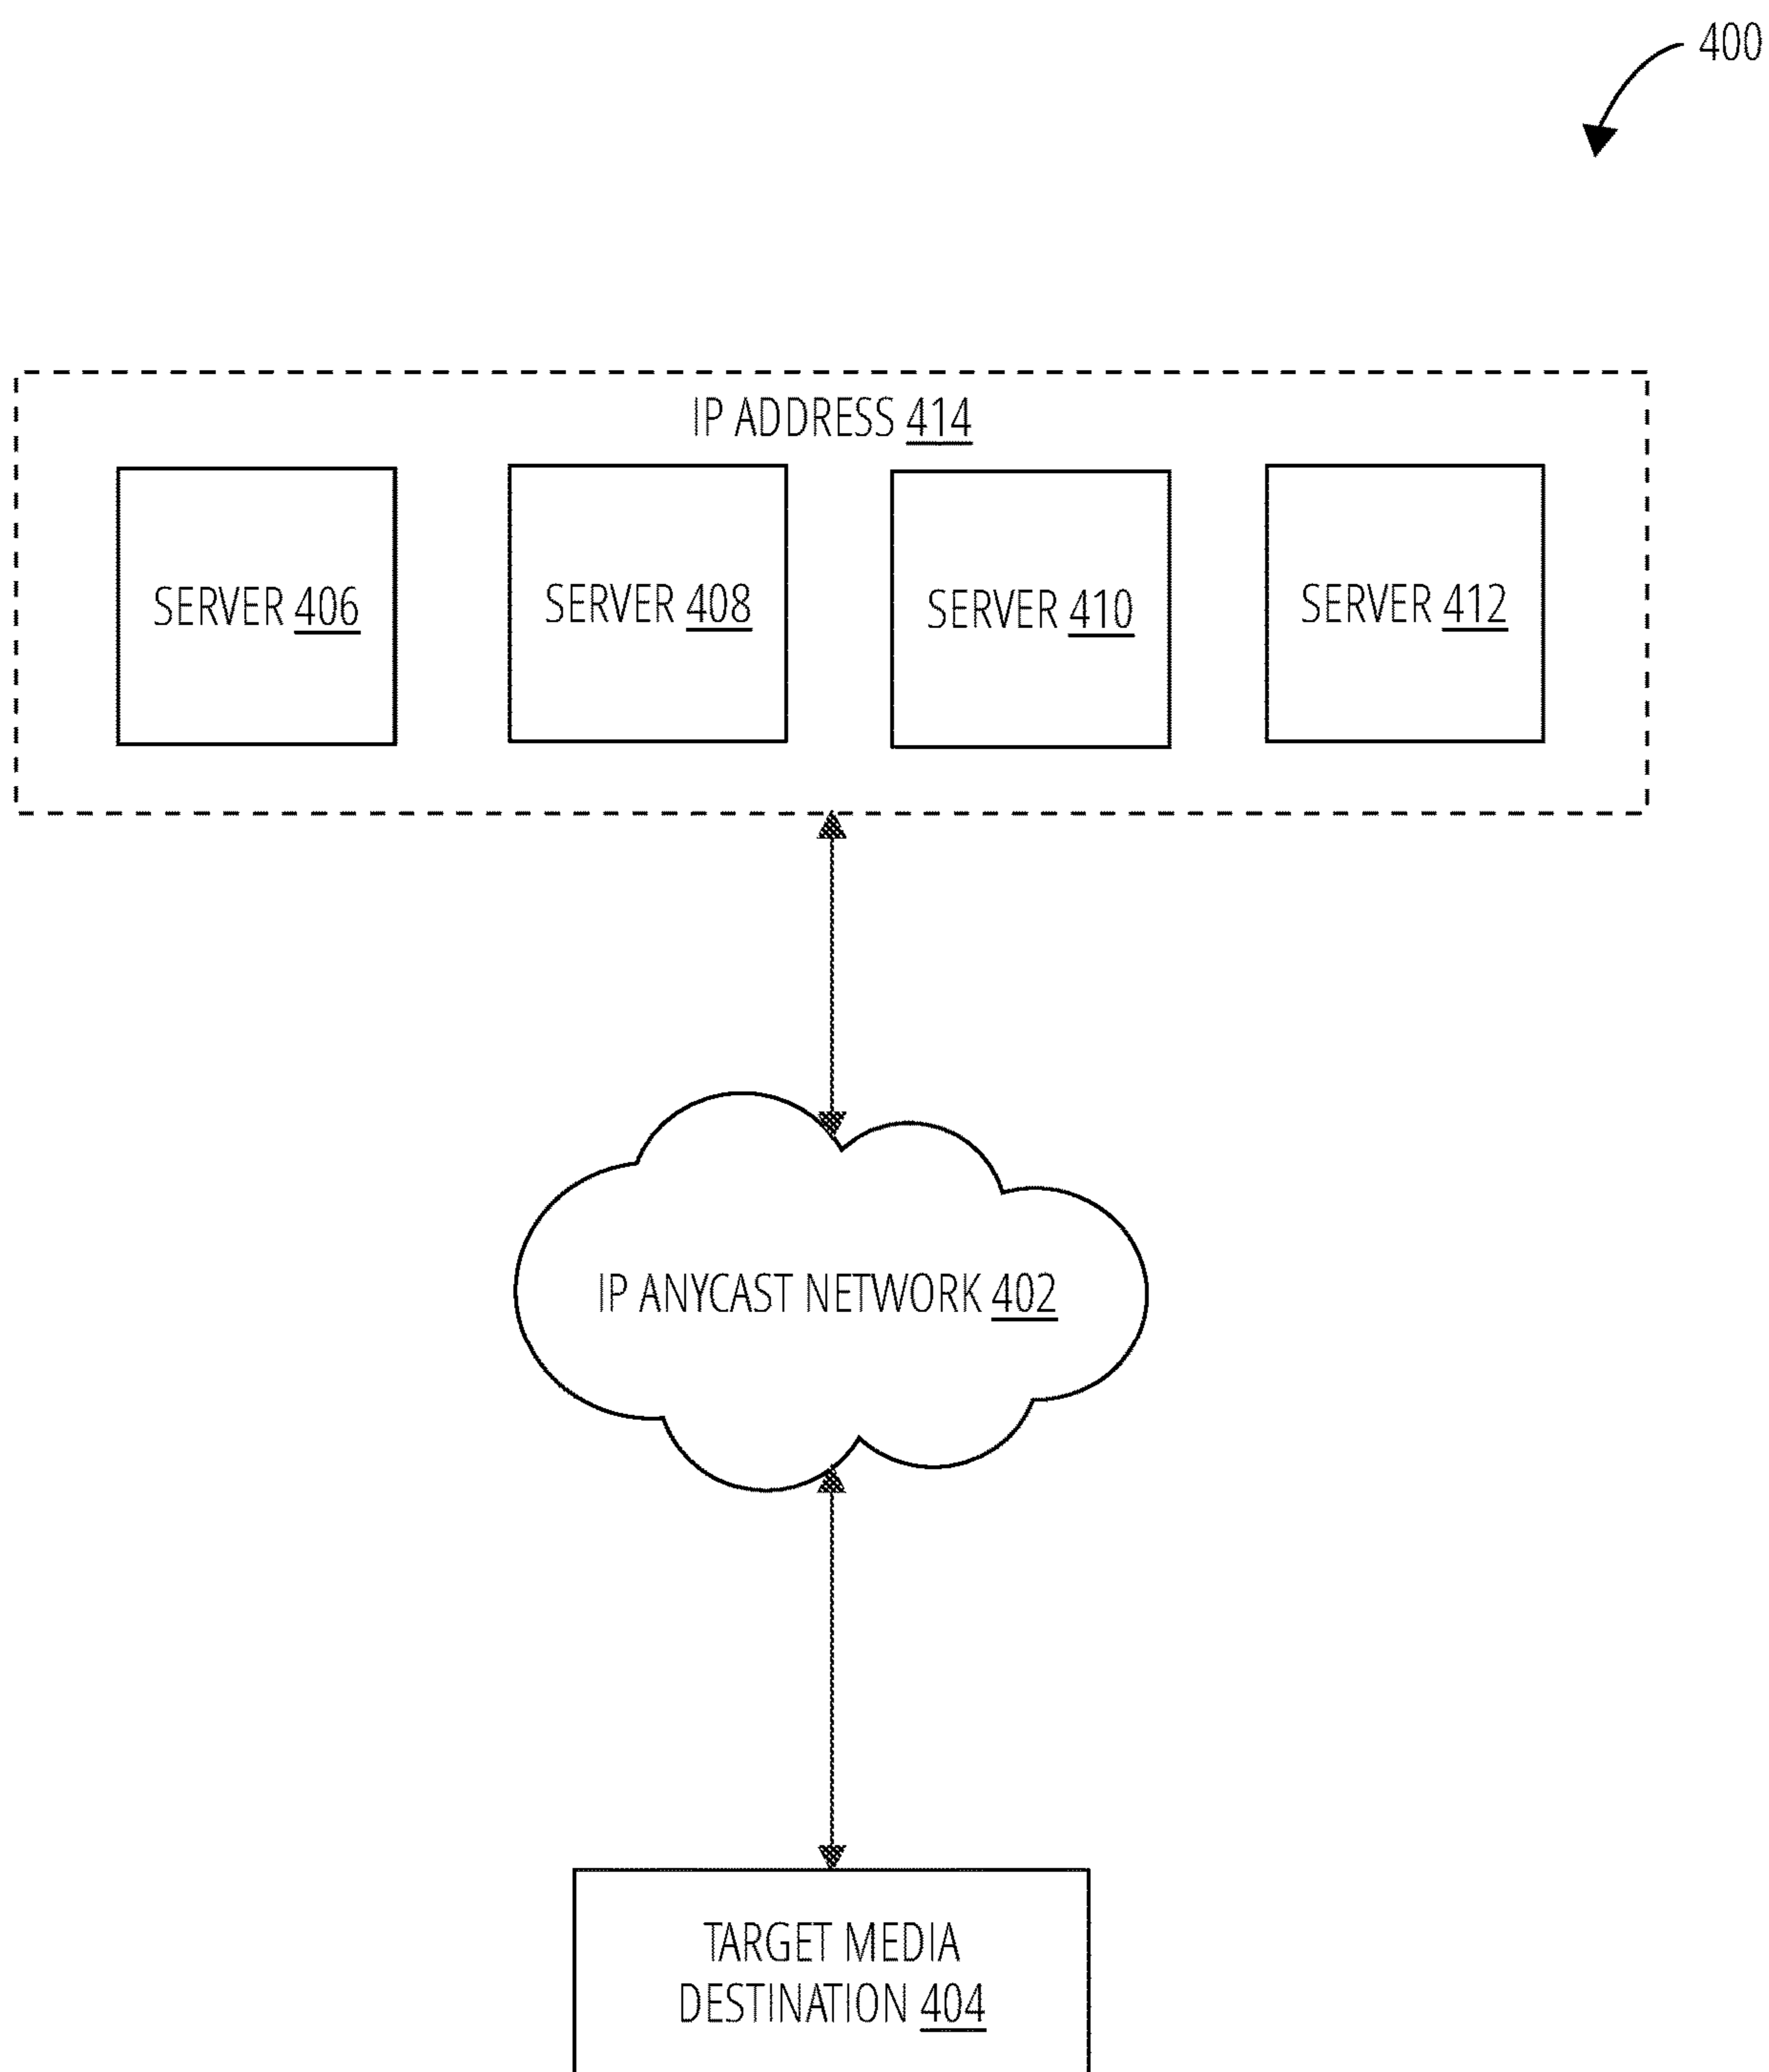 400
IP ADDRESS 414
SERVER 406
SERVER 408
SERVER 410
SERVER 412
IP ANYCAST NETWORK 402
TARGET MEDIA
DESTINATION 404